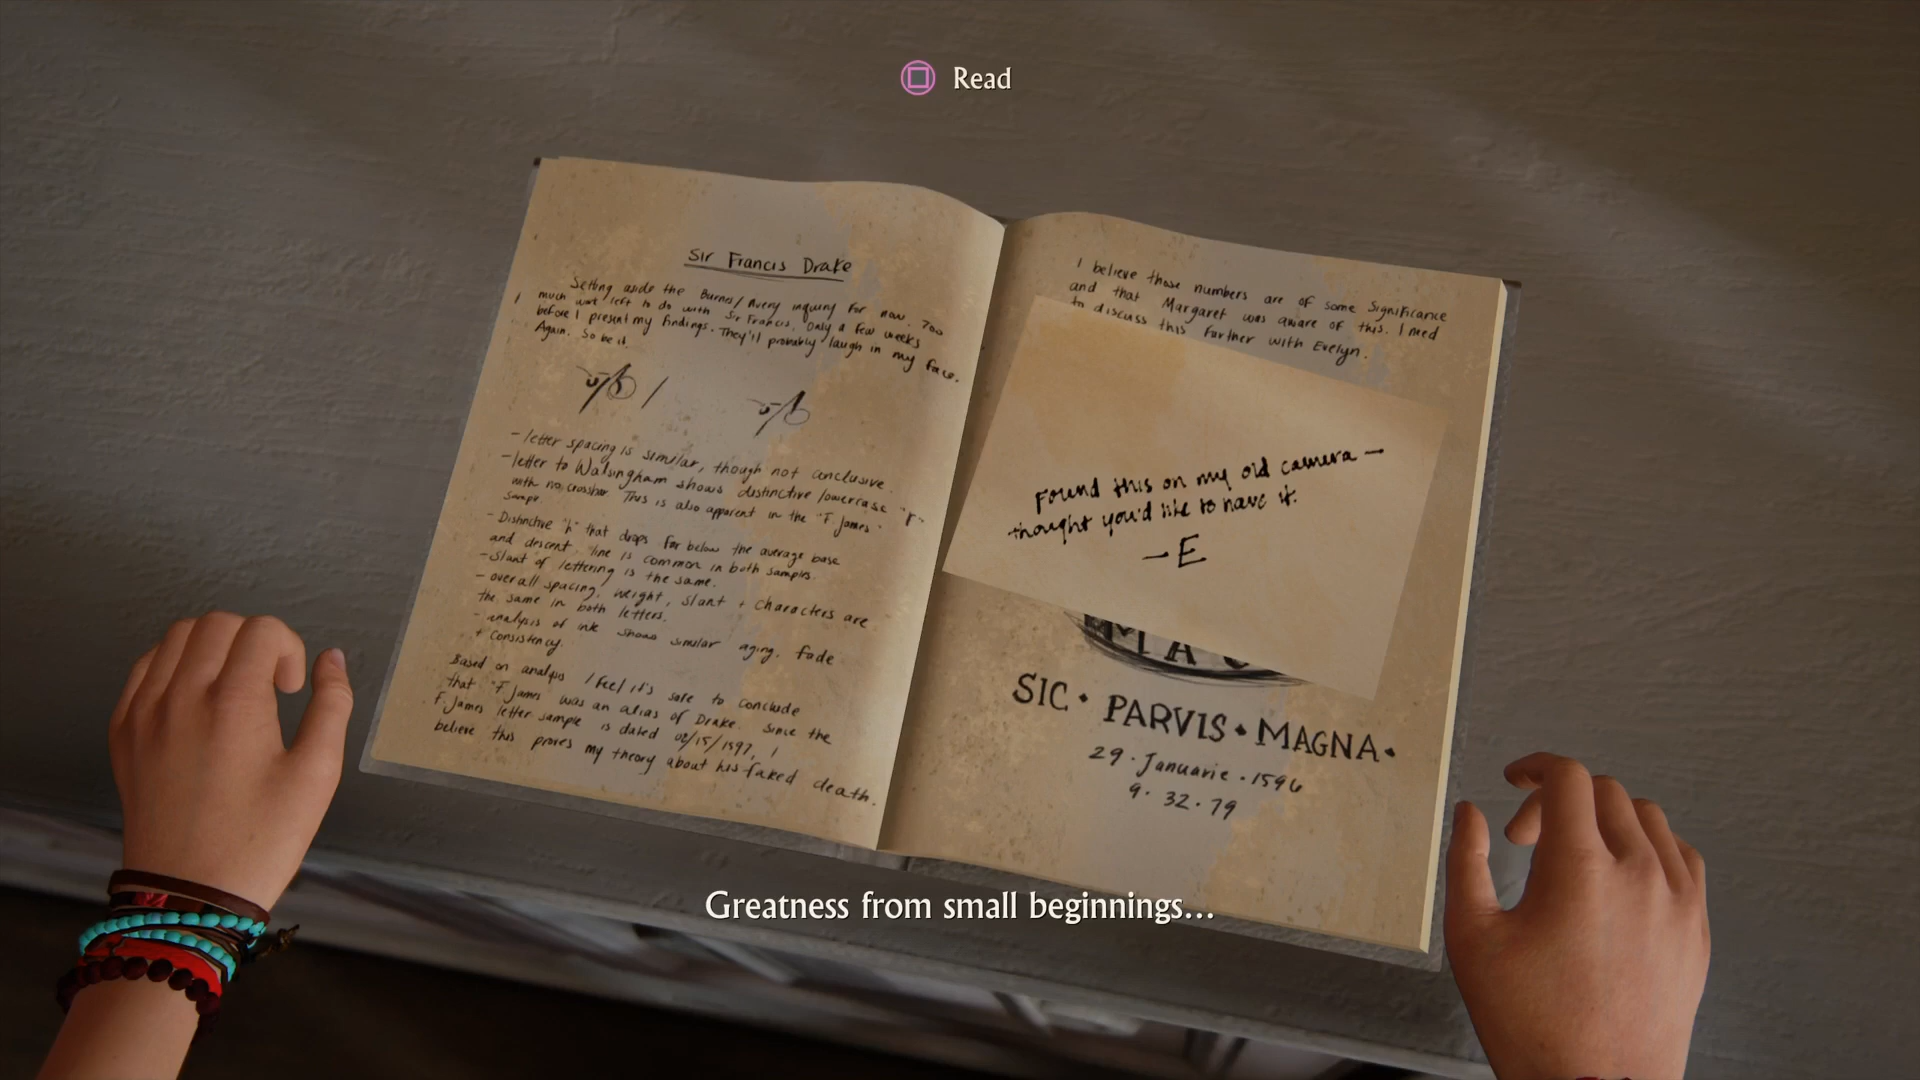 Read
Sir Francis Drake
Setting aside the Burnes/Avery inquiry for now. Too
much work left to do with Sir Francis. Only a few weeks
before I present my findings. They'll probably laugh in my face.
Again. So be it.
- letter spacing is similar, though not conclusive.
- letter to Walsingham shows distinctive lowercase "t"
with no crossbar. This is also apparent in the "F. James"
sample.
- Distinctive "h" that drops far below the average base
and descent line is common in both samples.
- Slant of lettering is the same.
- overall spacing, weight, slant + characters are
the same in both letters.
- analysis of ink shows similar aging, fade
+ consistency.
Based on analysis I feel it's safe to conclude
that "F. James" was an alias of Drake. Since the
F. James letter sample is dated 02/15/1597, I
believe this proves my theory about his faked death.
I believe those numbers are of some significance
and that Margaret was aware of this. I need
to discuss this further with Evelyn.
Found this on my old camera —
thought you'd like to have it.
— E
SIC • PARVIS • MAGNA •
29 • Januarie • 1596
9 • 32 • 79
Greatness from small beginnings...